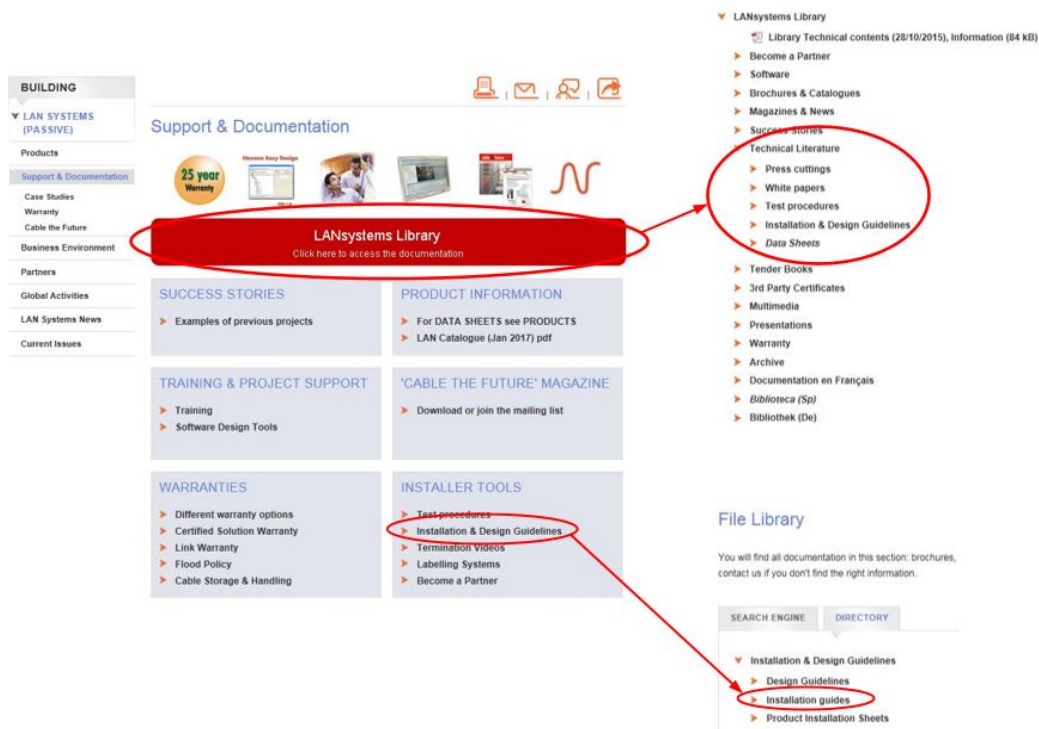 BUILDING
LAN SYSTEMS
(PASSIVE)
Products
Support & Documentation
Case Studies
Warranty
Cable the Future
Business Environment
Partners
Global Activities
LAN Systems News
Current Issues
Support & Documentation
25 year
Warranty
Nexans Easy Design
LANsystems Library
Click here to access the documentation
SUCCESS STORIES
Examples of previous projects
PRODUCT INFORMATION
For DATA SHEETS see PRODUCTS
LAN Catalogue (Jan 2017) pdf
TRAINING & PROJECT SUPPORT
Training
Software Design Tools
'CABLE THE FUTURE' MAGAZINE
Download or join the mailing list
WARRANTIES
Different warranty options
Certified Solution Warranty
Link Warranty
Flood Policy
Cable Storage & Handling
INSTALLER TOOLS
Test procedures
Installation & Design Guidelines
Termination Videos
Labelling Systems
Become a Partner
LANsystems Library
Library Technical contents (28/10/2015), Information (84 kB)
Become a Partner
Software
Brochures & Catalogues
Magazines & News
Success Stories
Technical Literature
Press cuttings
White papers
Test procedures
Installation & Design Guidelines
Data Sheets
Tender Books
3rd Party Certificates
Multimedia
Presentations
Warranty
Archive
Documentation en Français
Biblioteca (Sp)
Bibliothek (De)
File Library
You will find all documentation in this section: brochures,
contact us if you don't find the right information.
SEARCH ENGINE
DIRECTORY
Installation & Design Guidelines
Design Guidelines
Installation guides
Product Installation Sheets